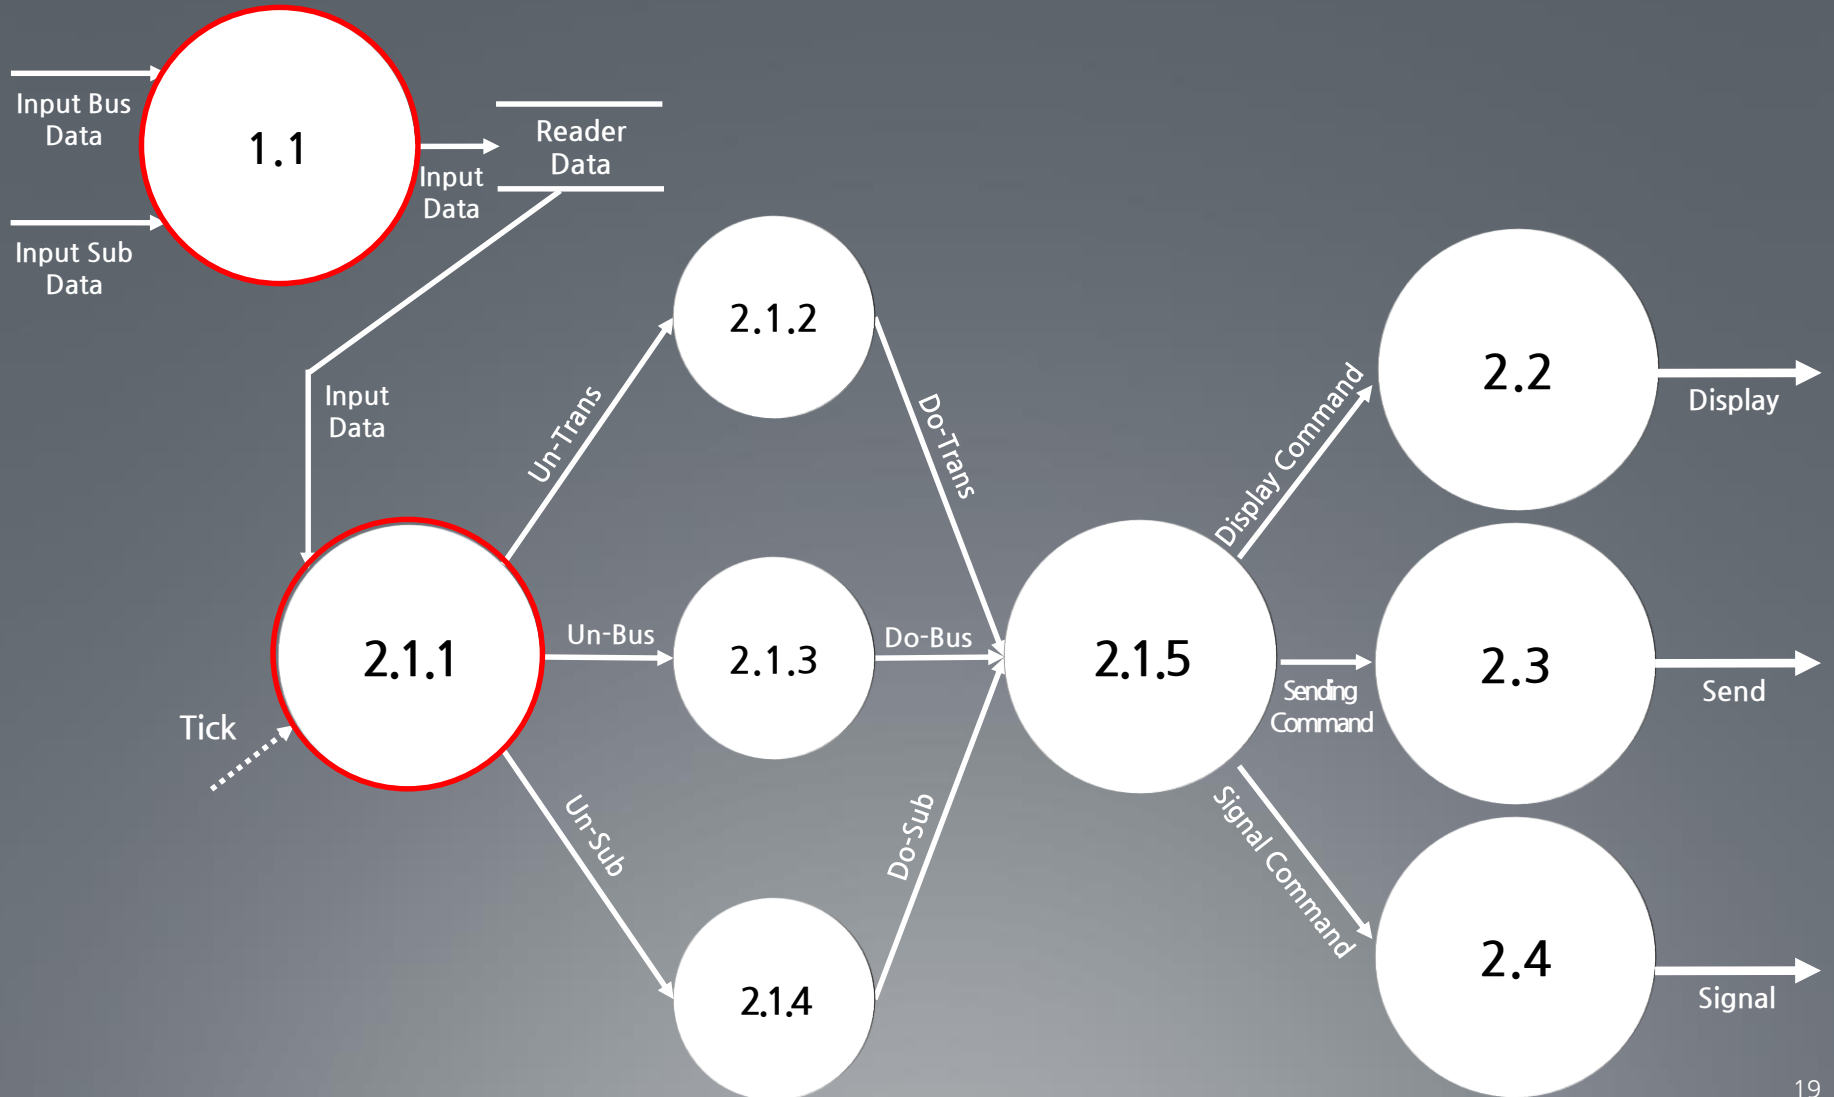 Input Bus
Data
1.1
Reader
Data
Input
Data
Input Sub
Data
2.1.2
2.2
Display
Input
Data
Un-Trans
Do-Trans
Display Command
2.1.1
Un-Bus
2.1.3
Do-Bus
2.1.5
Sending
Command
2.3
Send
Tick
Un-Sub
Do-Sub
Signal Command
2.1.4
2.4
Signal
19